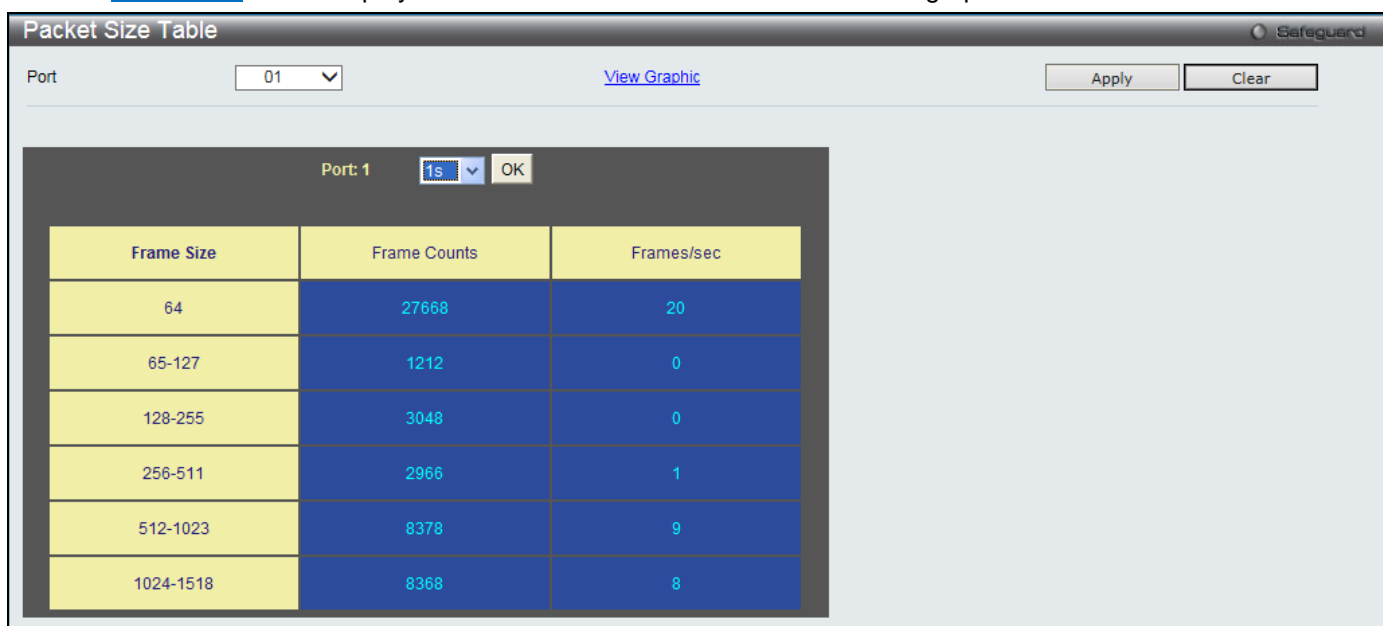 Packet Size Table
Safeguard
Port 01 View Graphic Apply Clear
Port: 1 1s OK
Frame Size Frame Counts Frames/sec
64 27668 20
65-127 1212 0
128-255 3048 0
256-511 2966 1
512-1023 8378 9
1024-1518 8368 8